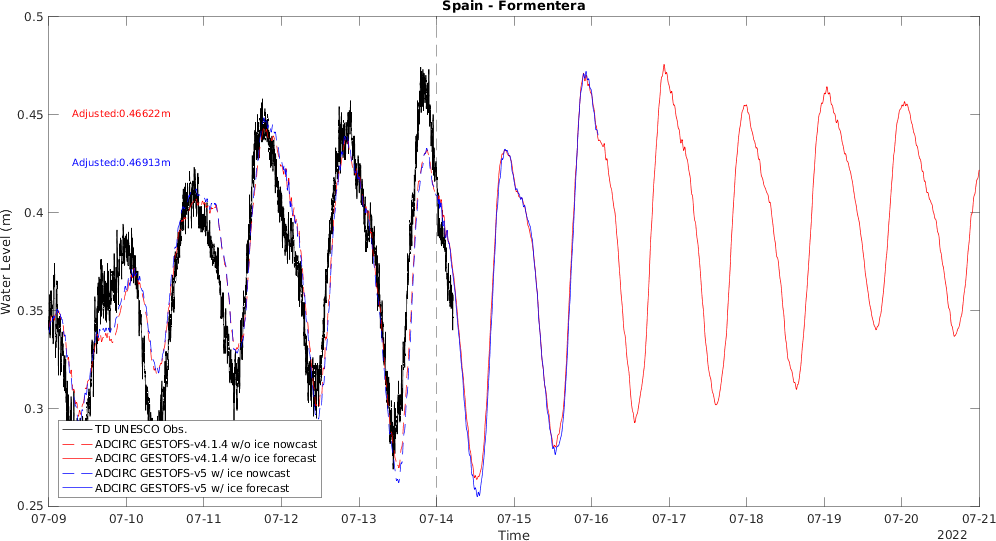 Spain - Formentera
0.5
0.45
0.4
0.35
0.3
0.25
Water Level (m)
Adjusted:0.46622m
Adjusted:0.46913m
TD UNESCO Obs.
ADCIRC GESTOFS-v4.1.4 w/o ice nowcast
ADCIRC GESTOFS-v4.1.4 w/o ice forecast
ADCIRC GESTOFS-v5 w/ ice nowcast
ADCIRC GESTOFS-v5 w/ ice forecast
07-09 07-10 07-11 07-12 07-13 07-14 07-15 07-16 07-17 07-18 07-19 07-20 07-21
Time
2022